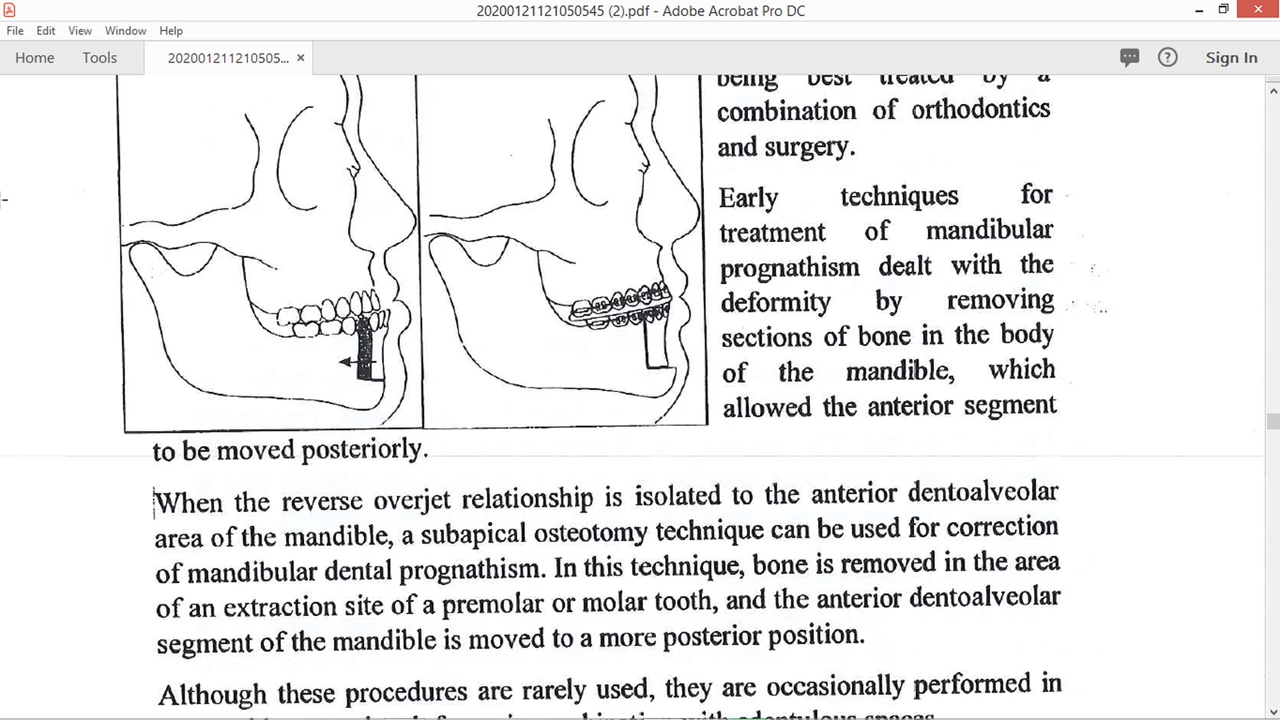 202001211210505​45 (2).pdf - Adobe Acrobat Pro DC
File Edit View Window Help
Home Tools 202001211210505... × Sign In
being best treated by a
combination of orthodontics
and surgery.
Early techniques for
treatment of mandibular
prognathism dealt with the
deformity by removing
sections of bone in the body
of the mandible, which
allowed the anterior segment
to be moved posteriorly.
When the reverse overjet relationship is isolated to the anterior dentoalveolar
area of the mandible, a subapical osteotomy technique can be used for correction
of mandibular dental prognathism. In this technique, bone is removed in the area
of an extraction site of a premolar or molar tooth, and the anterior dentoalveolar
segment of the mandible is moved to a more posterior position.
Although these procedures are rarely used, they are occasionally performed in